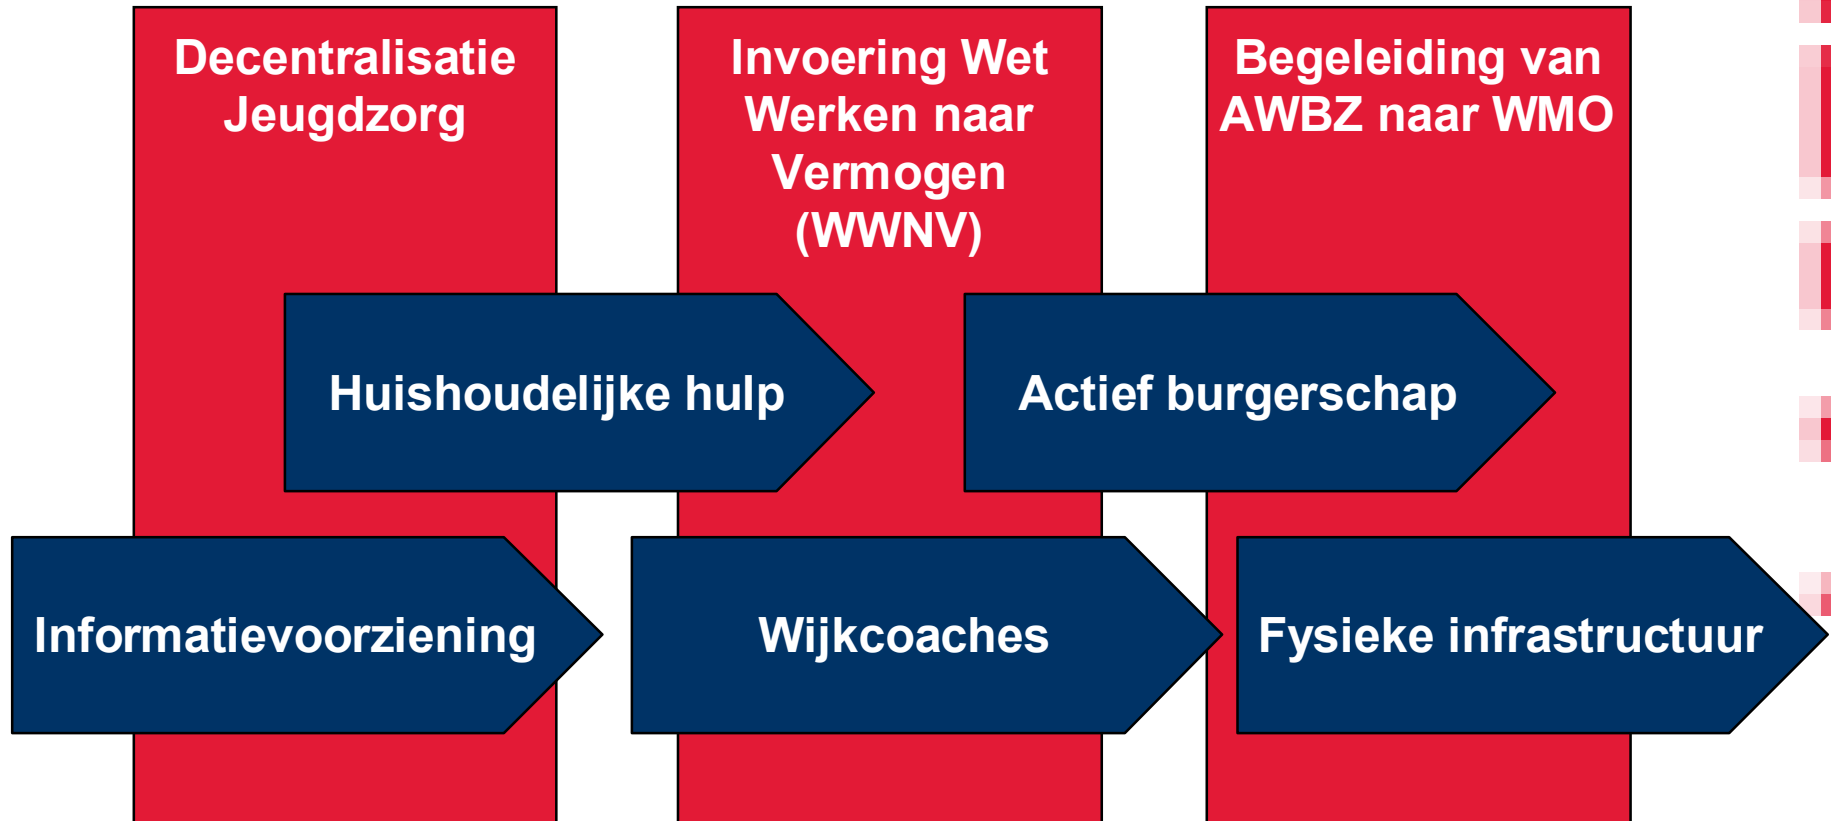 Decentralisatie
Jeugdzorg
Invoering Wet
Werken naar
Vermogen
(WWNV)
Begeleiding van
AWBZ naar WMO
Huishoudelijke hulp
Actief burgerschap
Informatievoorziening
Wijkcoaches
Fysieke infrastructuur